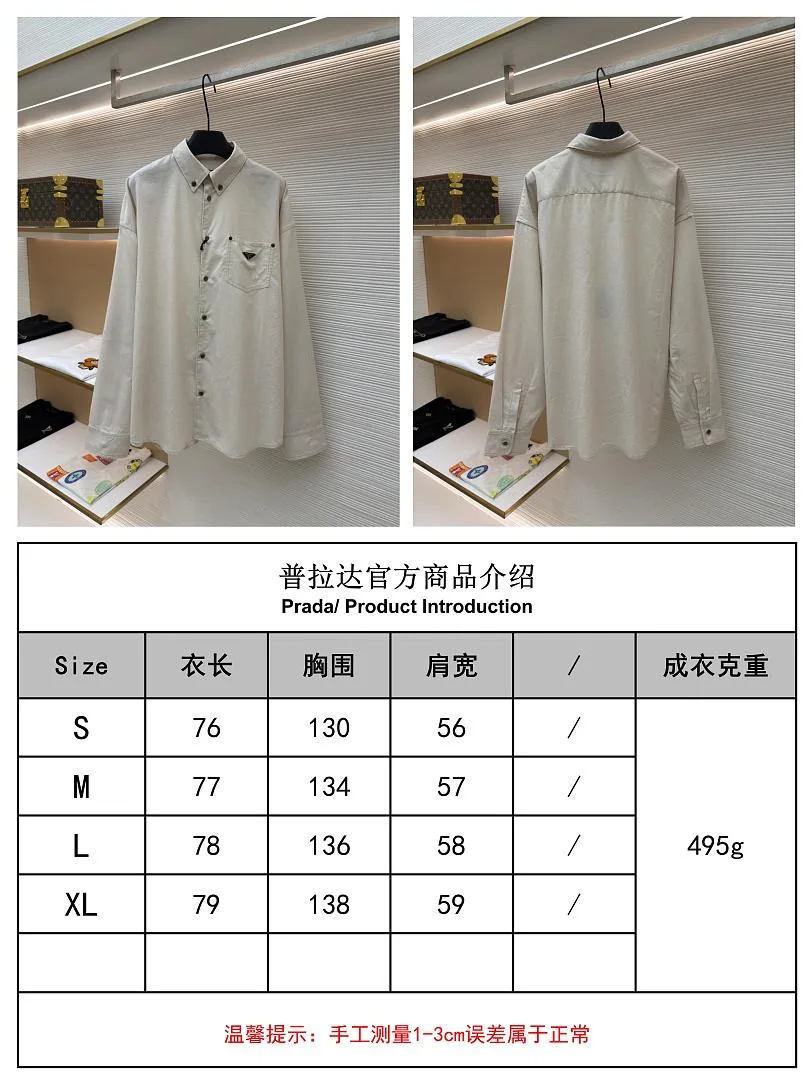 普拉达官方商品介绍
Prada/ Product Introduction
Size 衣长 胸围 肩宽 / 成衣克重
S 76 130 56 /
M 77 134 57 /
L 78 136 58 / 495g
XL 79 138 59 /
温馨提示：手工测量1-3cm误差属于正常